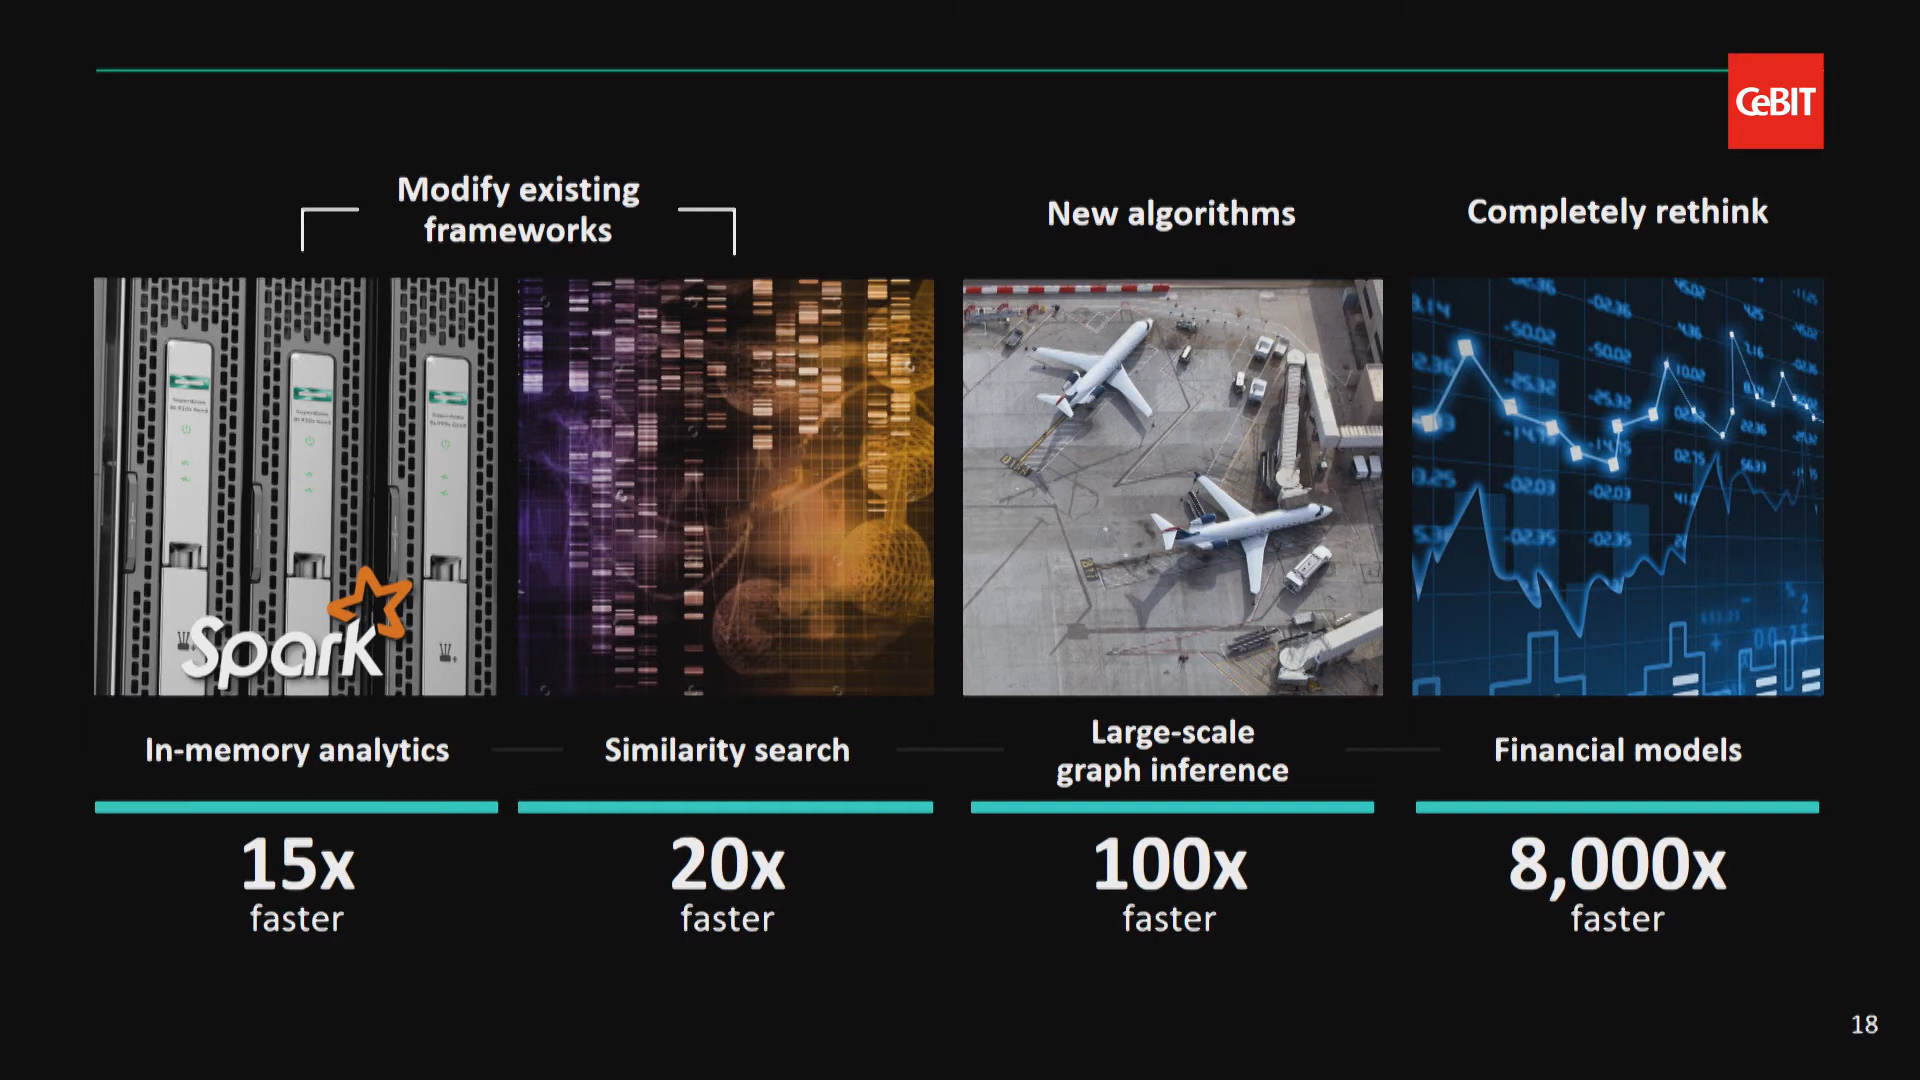 CeBIT
Modify existing
frameworks
New algorithms
Completely rethink
Spark
In-memory analytics
Similarity search
Large-scale
graph inference
Financial models
15x
faster
20x
faster
100x
faster
8,000x
faster
18